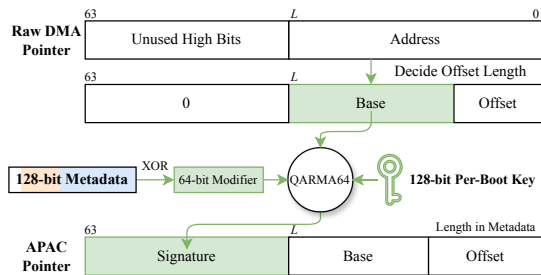 63 L 0
Raw DMA Pointer Unused High Bits Address
Decide Offset Length
63 L
0 Base Offset
128-bit Metadata XOR 64-bit Modifier QARMA64 128-bit Per-Boot Key
63 L Length in Metadata
APAC Pointer Signature Base Offset